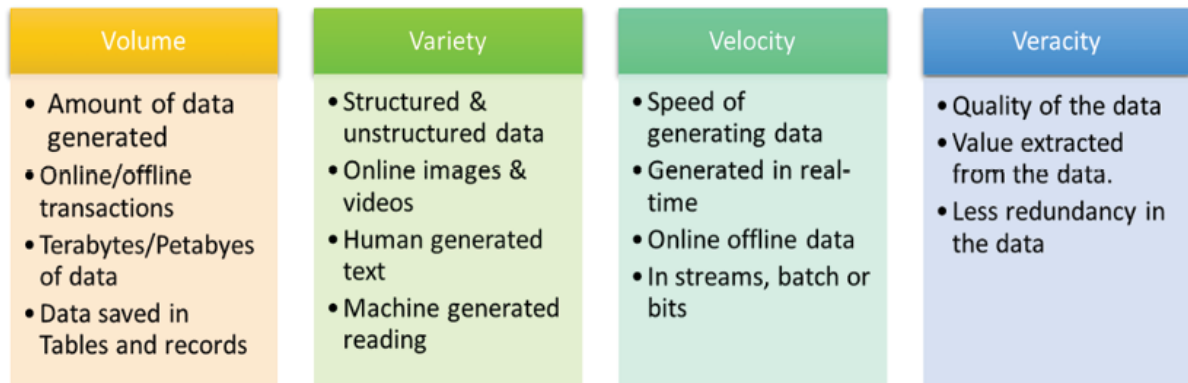 Volume
• Amount of data
generated
• Online/offline
transactions
• Terabytes/Petabyes
of data
• Data saved in
Tables and records
Variety
• Structured &
unstructured data
• Online images &
videos
• Human generated
text
• Machine generated
reading
Velocity
• Speed of
generating data
• Generated in real-
time
• Online offline data
• In streams, batch or
bits
Veracity
• Quality of the data
• Value extracted
from the data.
• Less redundancy in
the data